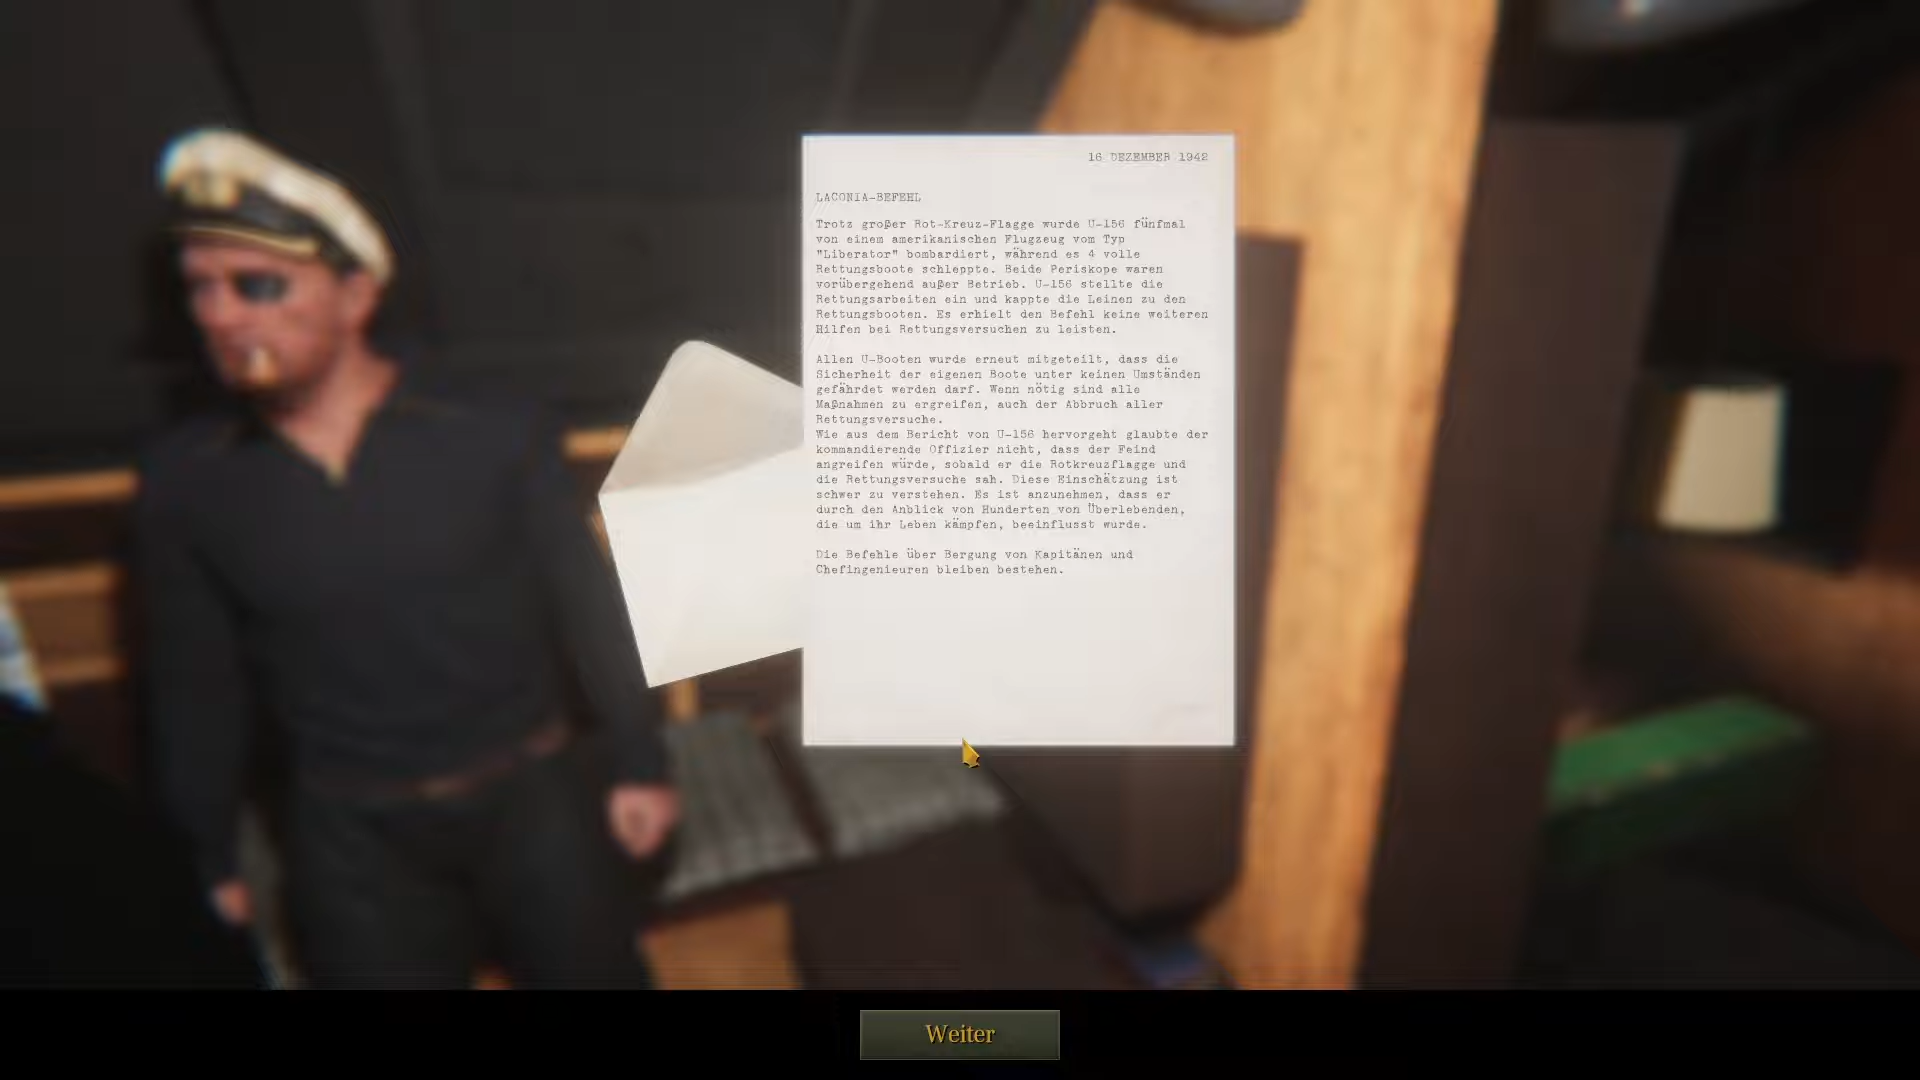 16 DEZEMBER 1942
LACONIA-BEFEHL
Trotz großer Rot-Kreuz-Flagge wurde U-156 fünfmal
von einem amerikanischen Flugzeug vom Typ
"Liberator" bombardiert, während es 4 volle
Rettungsboote schleppte. Beide Periskope waren
vorübergehend außer Betrieb. U-156 stellte die
Rettungsarbeiten ein und kappte die Leinen zu den
Rettungsbooten. Es erhielt den Befehl keine weiteren
Hilfen bei Rettungsversuchen zu leisten.
Allen U-Booten wurde erneut mitgeteilt, dass die
Sicherheit der eigenen Boote unter keinen Umständen
gefährdet werden darf. Wenn nötig sind alle
Maßnahmen zu ergreifen, auch der Abbruch aller
Rettungsversuche.
Wie aus dem Bericht von U-156 hervorgeht glaubte der
kommandierende Offizier nicht, dass der Feind
angreifen würde, sobald er die Rotkreuzflagge und
die Rettungsversuche sah. Diese Einschätzung ist
schwer zu verstehen. Es ist anzunehmen, dass er
durch den Anblick von Hunderten von Überlebenden,
die um ihr Leben kämpfen, beeinflusst wurde.
Die Befehle über Bergung von Kapitänen und
Chefingenieuren bleiben bestehen.
Weiter